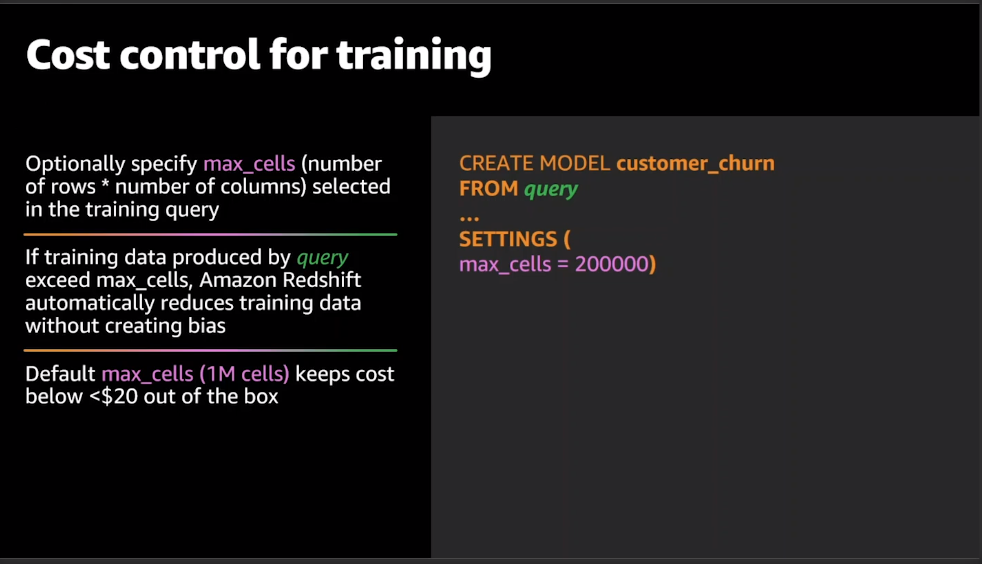 Cost control for training
Optionally specify max_cells (number
of rows * number of columns) selected
in the training query
If training data produced by query
exceed max_cells, Amazon Redshift
automatically reduces training data
without creating bias
Default max_cells (1M cells) keeps cost
below <$20 out of the box
CREATE MODEL customer_churn
FROM query
...
SETTINGS (
max_cells = 200000)